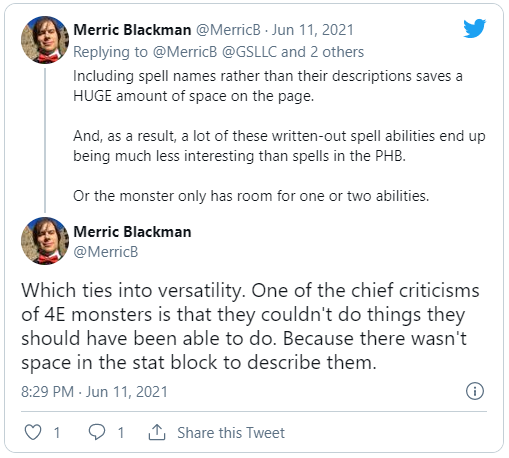 Merric Blackman @MerricB · Jun 11, 2021
Replying to @MerricB @GSLLC and 2 others
Including spell names rather than their descriptions saves a
HUGE amount of space on the page.
And, as a result, a lot of these written-out spell abilities end up
being much less interesting than spells in the PHB.
Or the monster only has room for one or two abilities.
Merric Blackman
@MerricB
Which ties into versatility. One of the chief criticisms
of 4E monsters is that they couldn't do things they
should have been able to do. Because there wasn't
space in the stat block to describe them.
8:29 PM · Jun 11, 2021
1 1 Share this Tweet